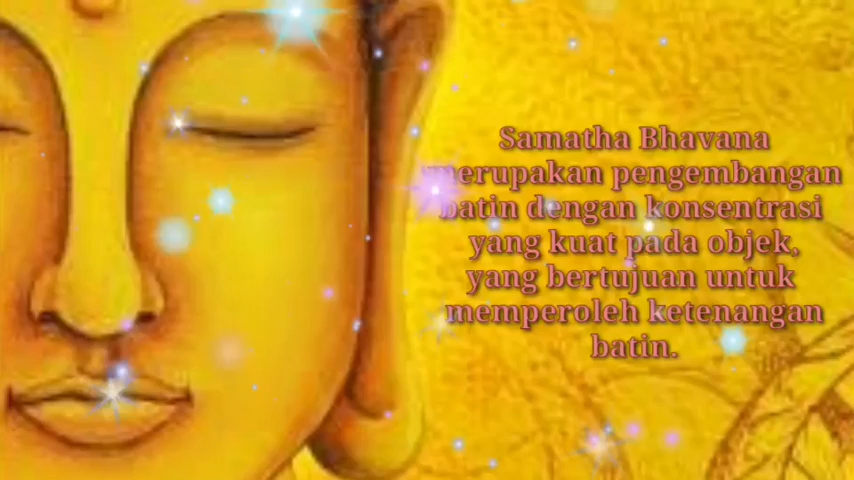 Samatha Bhavana
merupakan pengembangan
batin dengan konsentrasi
yang kuat pada objek,
yang bertujuan untuk
memperoleh ketenangan
batin.